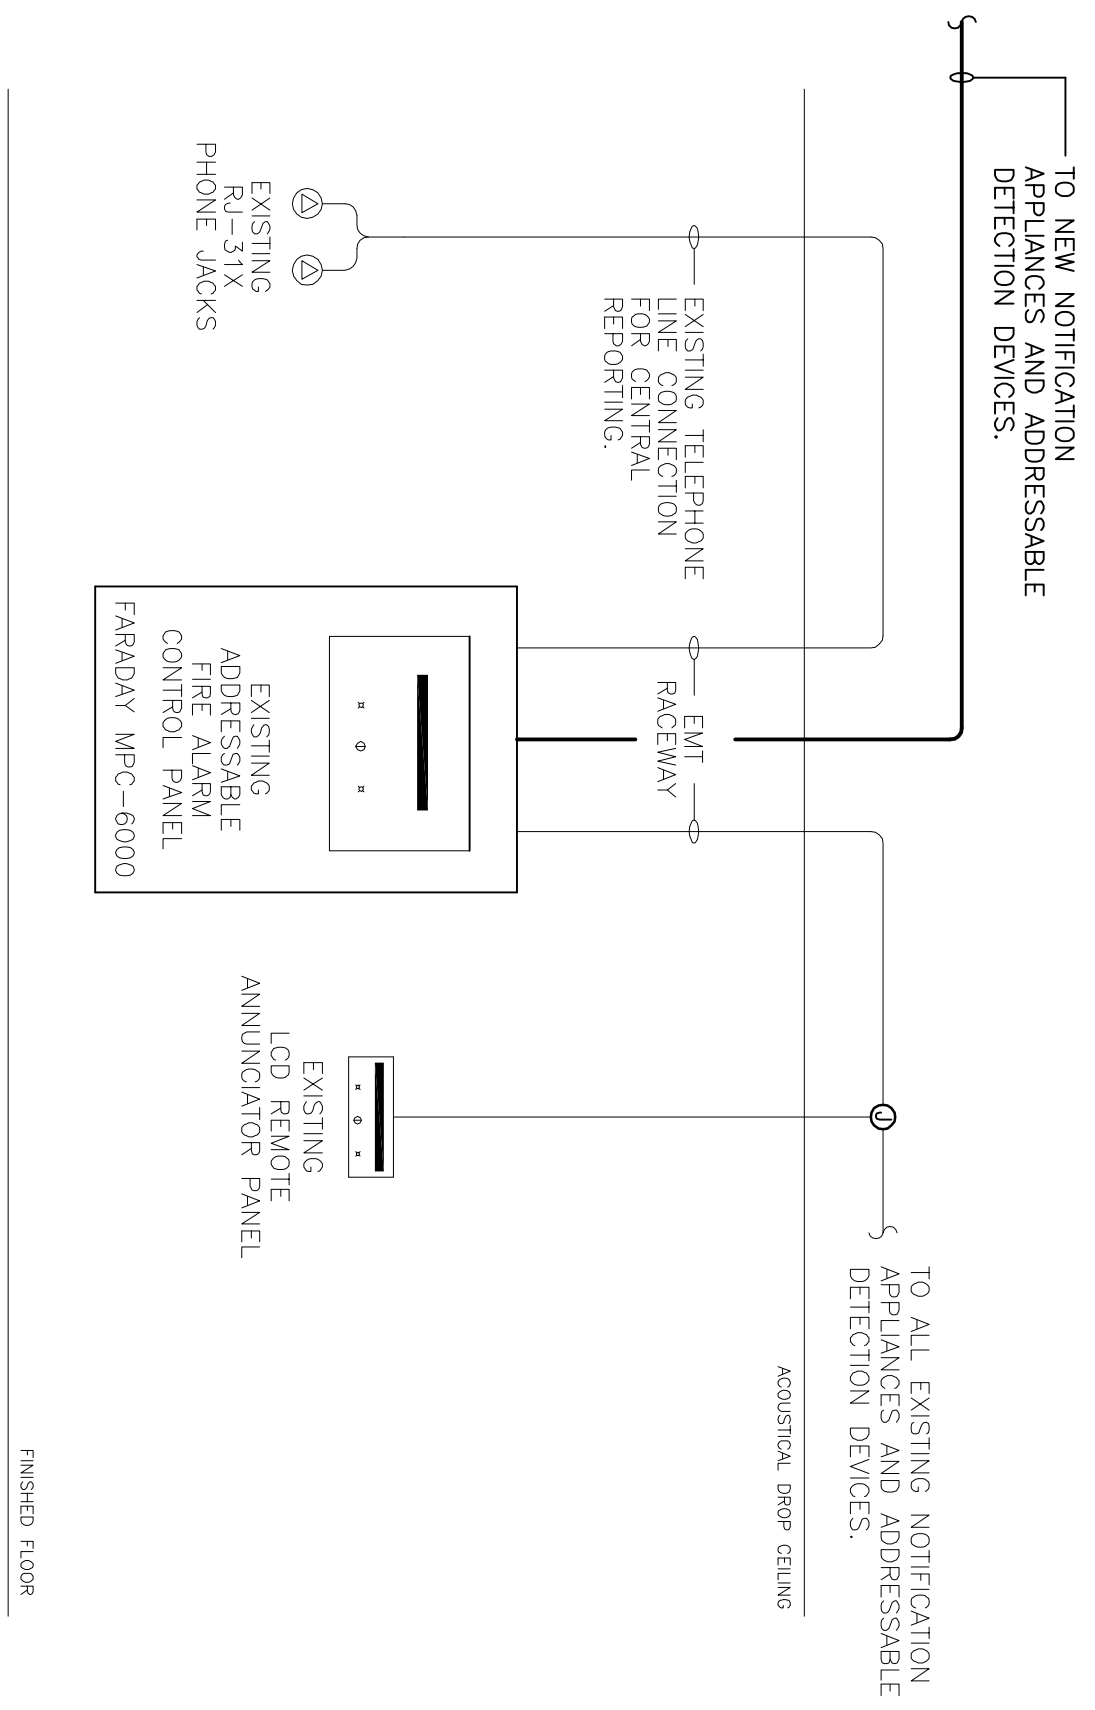 TO NEW NOTIFICATION
APPLIANCES AND ADDRESSABLE
DETECTION DEVICES.
EXISTING TELEPHONE
LINE CONNECTION
FOR CENTRAL
REPORTING.
EXISTING
RJ-31X
PHONE JACKS
EMT
RACEWAY
EXISTING
ADDRESSABLE
FIRE ALARM
CONTROL PANEL
FARADAY MPC-6000
J
TO ALL EXISTING NOTIFICATION
APPLIANCES AND ADDRESSABLE
DETECTION DEVICES.
EXISTING
LCD REMOTE
ANNUNCIATOR PANEL
ACOUSTICAL DROP CEILING
FINISHED FLOOR